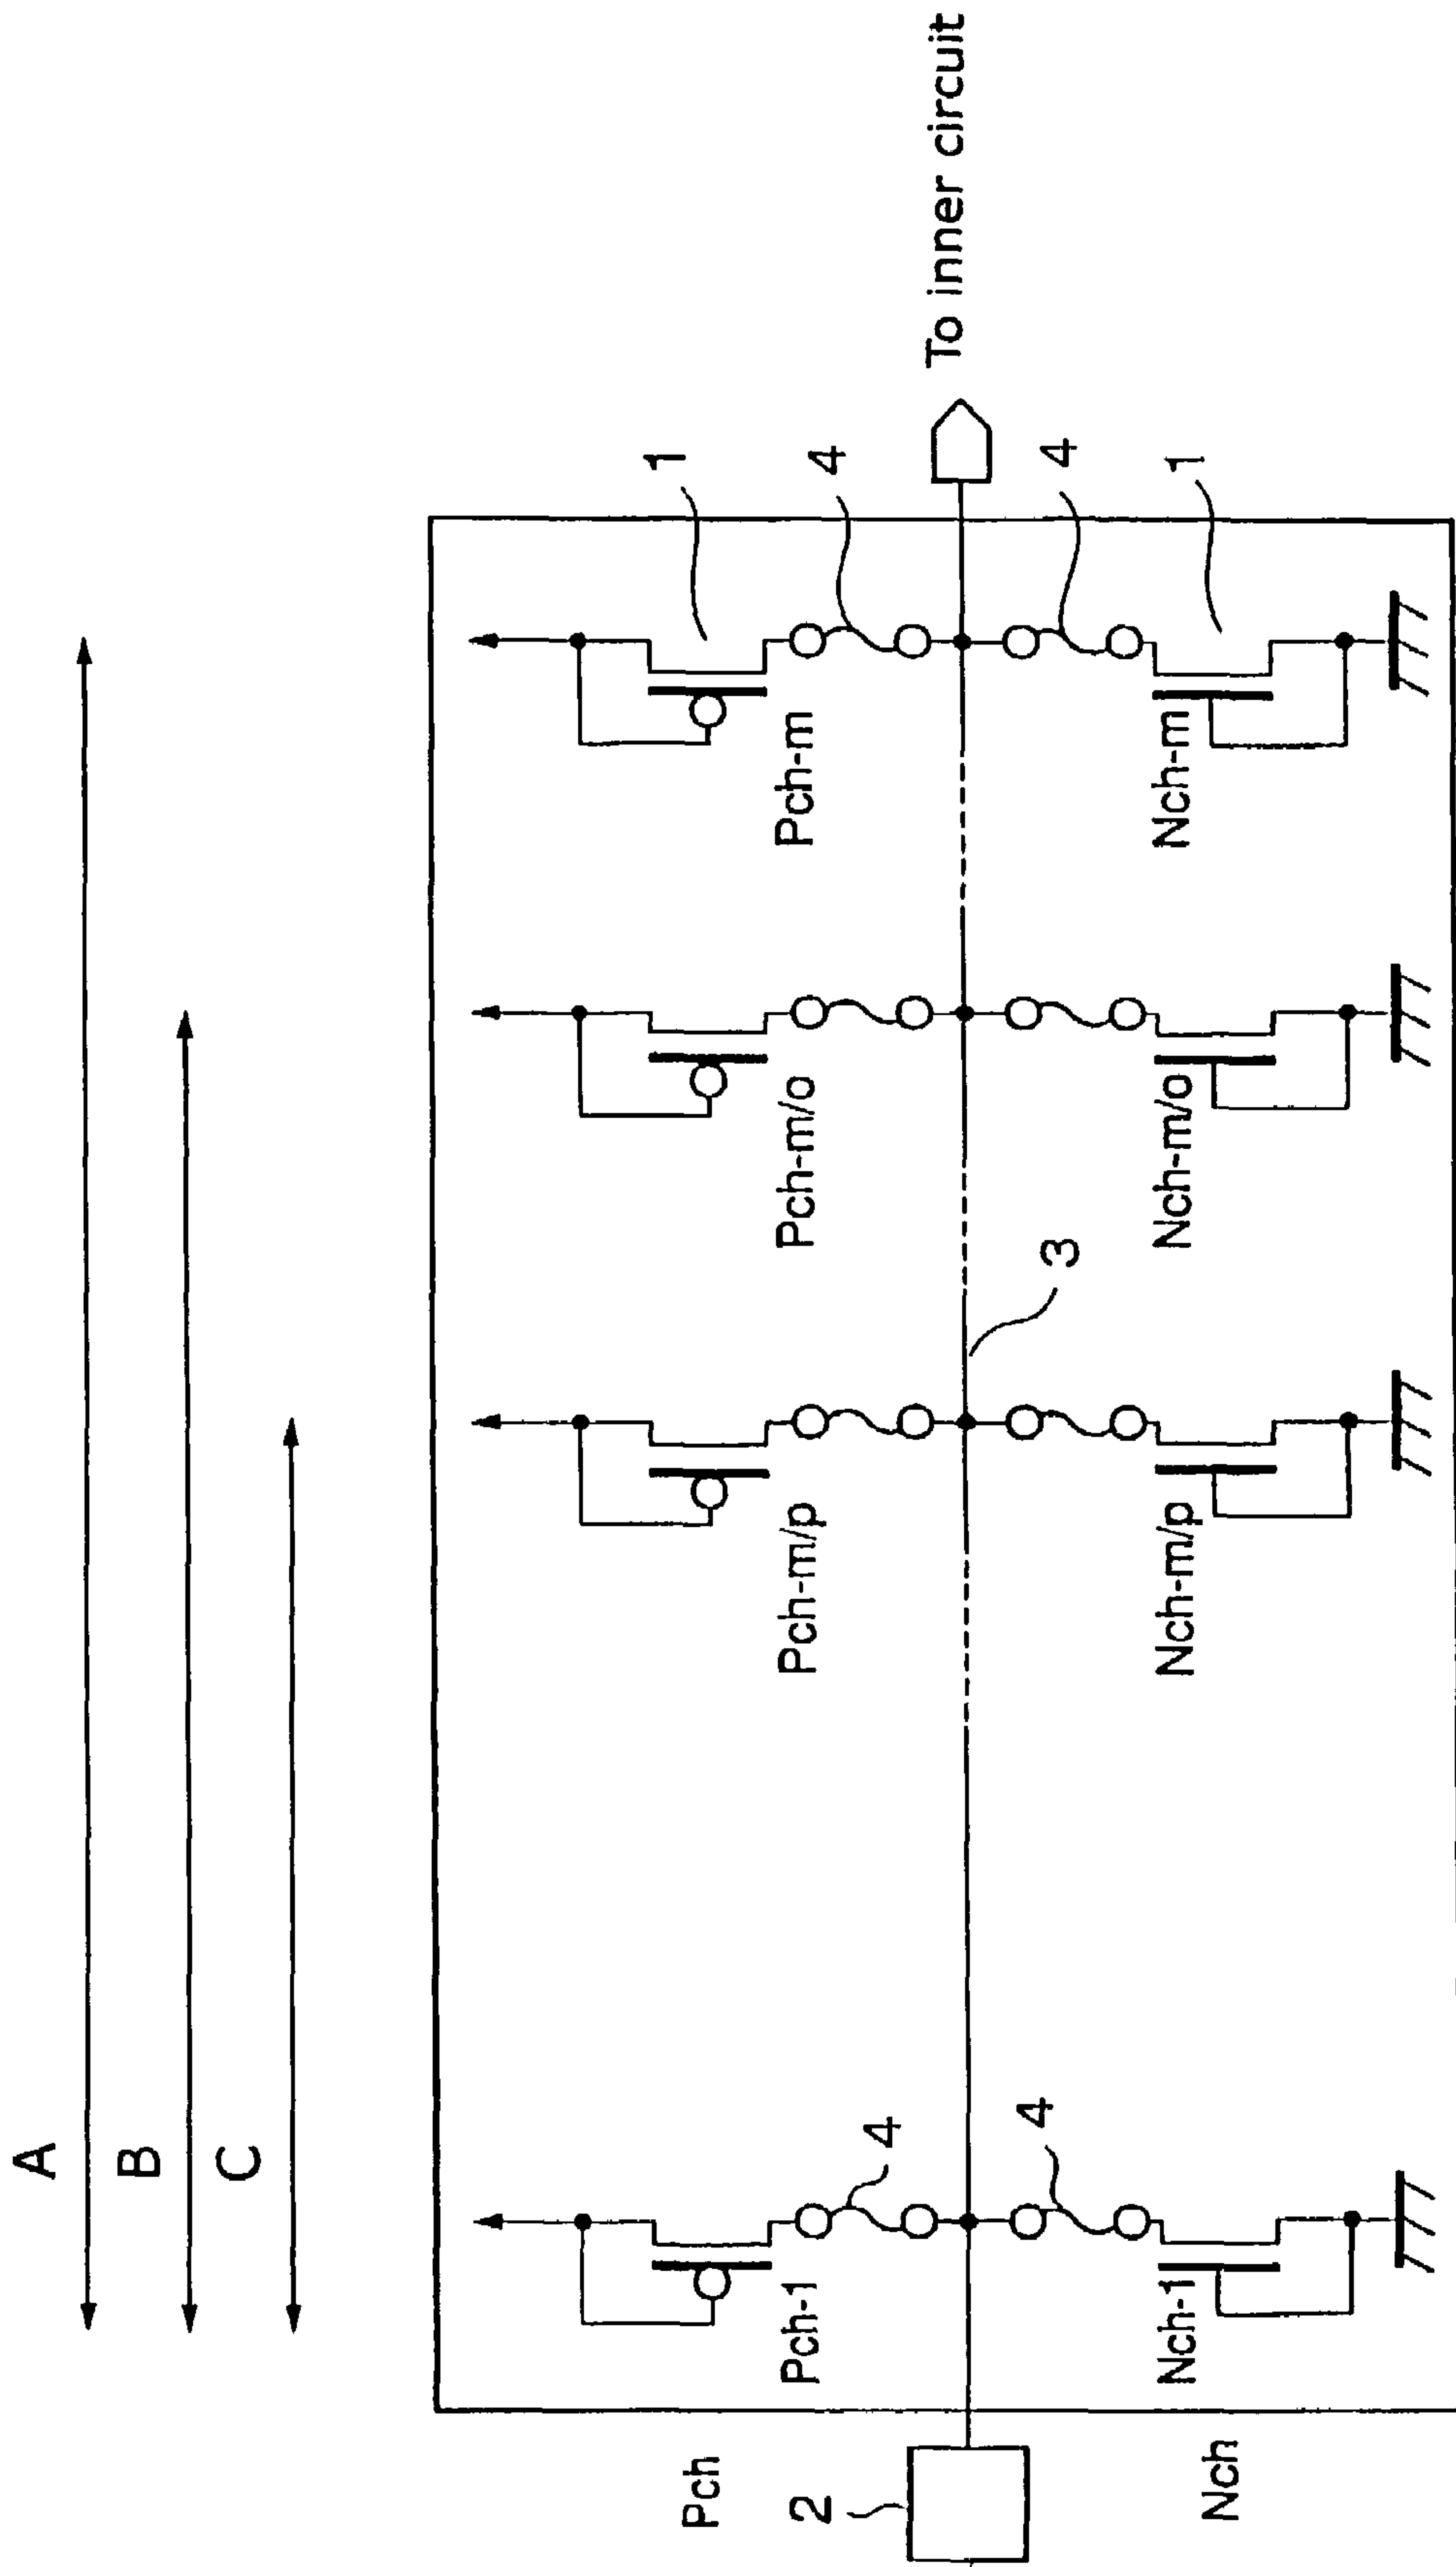 A
B
C
1
4
4
1
To inner circuit
Pch-1
Pch-m/p
Pch-m/o
Pch-m
3
4
4
Nch-1
Nch-m/p
Nch-m/o
Nch-m
Pch
2
Nch